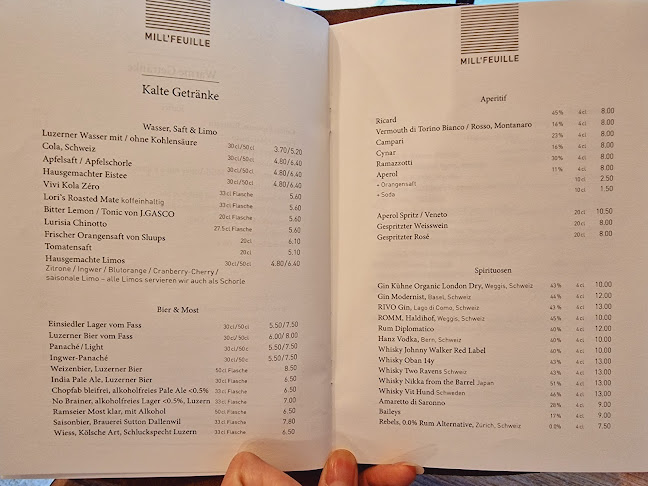 MILL'FEUILLE
Kalte Getränke
Wasser, Saft & Limo
Luzerner Wasser mit / ohne Kohlensäure 30cl/50cl 3.70/5.20
Cola, Schweiz 30cl/50cl 4.80/6.40
Apfelsaft / Apfelschorle 30cl/50cl 4.80/6.40
Hausgemachter Eistee 30cl/50cl 4.80/6.40
Vivi Kola Zéro 33cl Flasche 5.60
Lori's Roasted Mate koffeinhaltig 33cl Flasche 5.60
Bitter Lemon / Tonic von J.GASCO 20cl Flasche 5.60
Lurisia Chinotto 27.5cl Flasche 5.60
Frischer Orangensaft von Sluups 20cl 6.10
Tomatensaft 20cl 5.10
Hausgemachte Limos 30cl/50cl 4.80/6.40
Zitrone / Ingwer / Blutorange / Cranberry-Cherry /
saisonale Limo – alle Limos servieren wir auch als Schorle
Bier & Most
Einsiedler Lager vom Fass 30cl/50cl 5.50/7.50
Luzerner Bier vom Fass 30cl/50cl 6.00/8.00
Panaché / Light 30cl/50cl 5.50/7.50
Ingwer-Panaché 30cl/50cl 5.50/7.50
Weizenbier, Luzerner Bier 50cl Flasche 8.50
India Pale Ale, Luzerner Bier 33cl Flasche 6.50
Chopfab bleifrei, alkoholfreies Pale Ale <0.5% 33cl Flasche 6.50
No Brainer, alkoholfreies Lager <0.5%, Luzern 33cl Flasche 7.00
Ramseier Most klar, mit Alkohol 50cl Flasche 6.50
Saisonbier, Brauerei Sutton Dallenwil 33cl Flasche 7.80
Wiess, Kölsche Art, Schluckspecht Luzern 33cl Flasche 6.50
MILL'FEUILLE
Aperitif
Ricard 45% 4cl 8.00
Vermouth di Torino Bianco / Rosso, Montanaro 16% 4cl 8.00
Campari 23% 4cl 8.00
Cynar 16% 4cl 8.00
Ramazzotti 30% 4cl 8.00
Aperol 11% 4cl 8.00
+ Orangensaft 10cl 2.50
+ Soda 10cl 1.50
Aperol Spritz / Veneto 20cl 10.50
Gespritzter Weisswein 20cl 8.00
Gespritzter Rosé 20cl 8.00
Spirituosen
Gin Kühne Organic London Dry, Weggis, Schweiz 43% 4cl 10.00
Gin Modernist, Basel, Schweiz 44% 4cl 12.00
RIVO Gin, Lago di Como, Schweiz 43% 4cl 13.00
ROMM, Haldihof, Weggis, Schweiz 45% 4cl 10.00
Rum Diplomatico 40% 4cl 12.00
Hanz Vodka, Bern, Schweiz 40% 4cl 10.00
Whisky Johnny Walker Red Label 40% 4cl 10.00
Whisky Oban 14y 43% 4cl 13.00
Whisky Two Ravens Schweiz 43% 4cl 13.00
Whisky Nikka from the Barrel Japan 51% 4cl 13.00
Whisky Vit Hund Schweden 46% 4cl 13.00
Amaretto di Saronno 28% 4cl 9.00
Baileys 17% 4cl 9.00
Rebels, 0.0% Rum Alternative, Zürich, Schweiz 0.0% 4cl 7.50